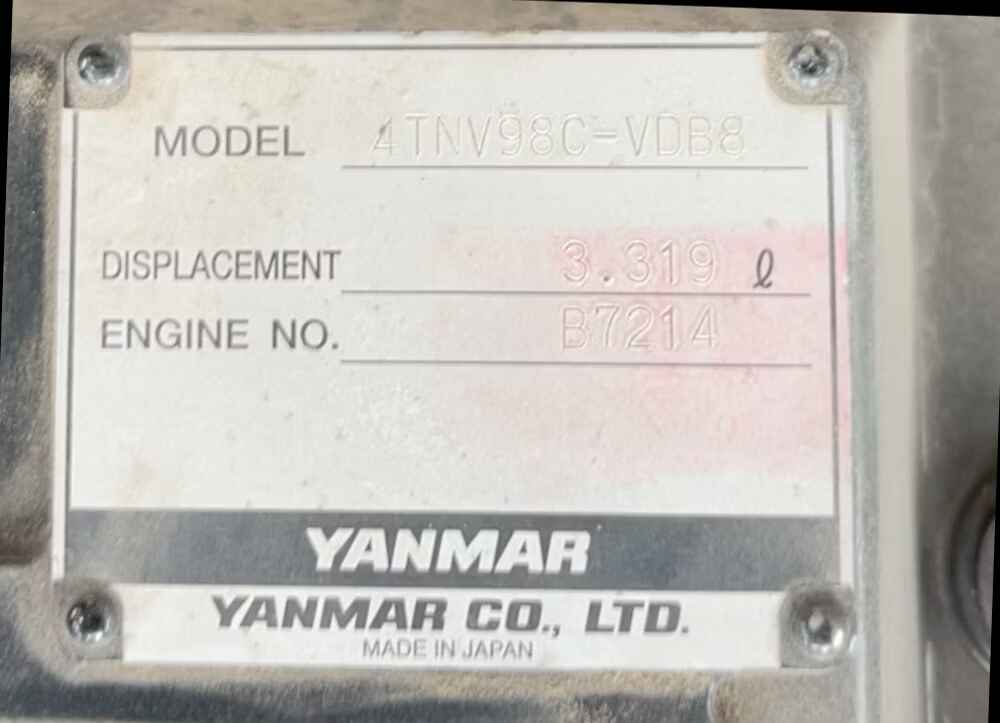 MODEL 4TNV98C-VDB8
DISPLACEMENT 3.319 ℓ
ENGINE NO. B7214
YANMAR
YANMAR CO., LTD.
MADE IN JAPAN